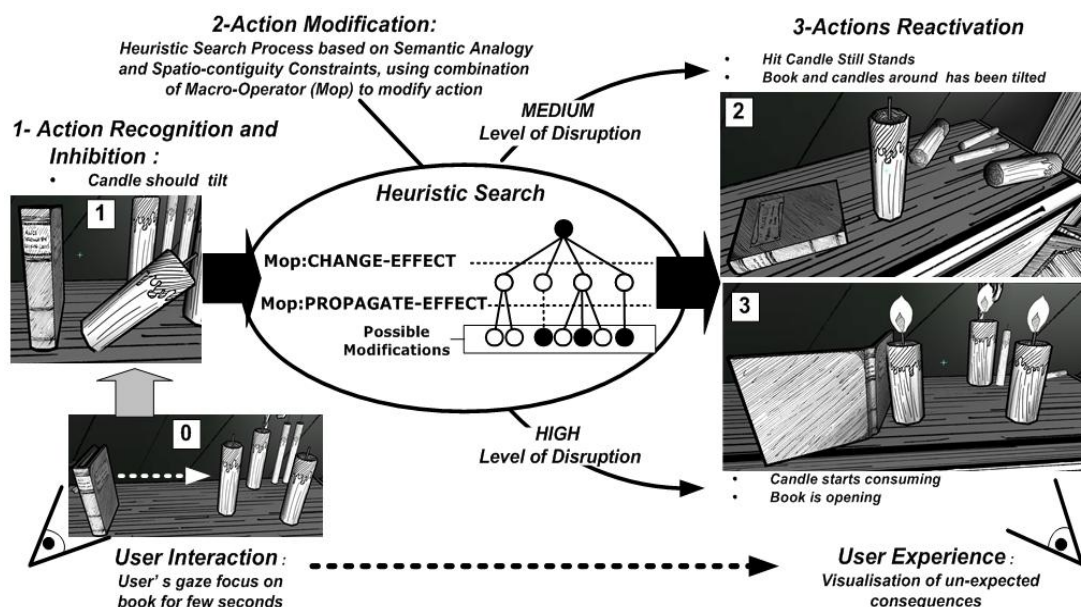 2-Action Modification:
Heuristic Search Process based on Semantic Analogy
and Spatio-contiguity Constraints, using combination
of Macro-Operator (Mop) to modify action
3-Actions Reactivation
• Hit Candle Still Stands
• Book and candles around has been tilted
MEDIUM
Level of Disruption
1- Action Recognition and
Inhibition :
• Candle should tilt
1
2
Heuristic Search
Mop:CHANGE-EFFECT
Mop:PROPAGATE-EFFECT
Possible
Modifications
3
0
HIGH
Level of Disruption
• Candle starts consuming
• Book is opening
User Interaction :
User' s gaze focus on
book for few seconds
User Experience :
Visualisation of un-expected
consequences